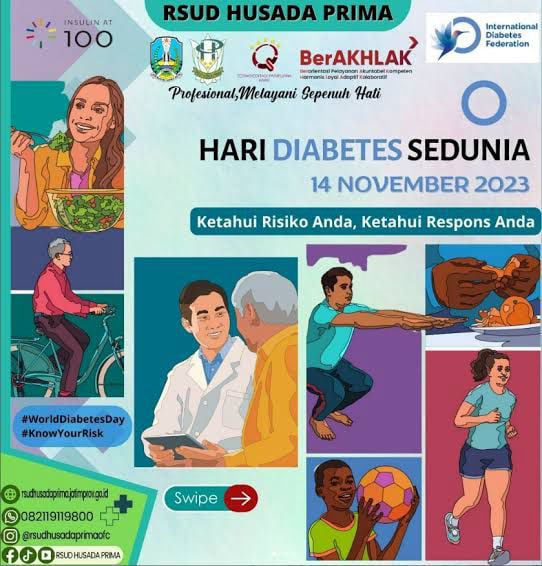 RSUD HUSADA PRIMA
INSULIN AT
100
BerAKHLAK
Berorientasi Pelayanan Akuntabel Kompeten
Harmonis Loyal Adaptif Kolaboratif
International
Diabetes
Federation
Profesional,Melayani Sepenuh Hati
HARI DIABETES SEDUNIA
14 NOVEMBER 2023
Ketahui Risiko Anda, Ketahui Respons Anda
#WorldDiabetesDay
#KnowYourRisk
Swipe
rsudhusadaprima.jatimprov.go.id
082119119800
@rsudhusadaprimaofc
RSUD HUSADA PRIMA